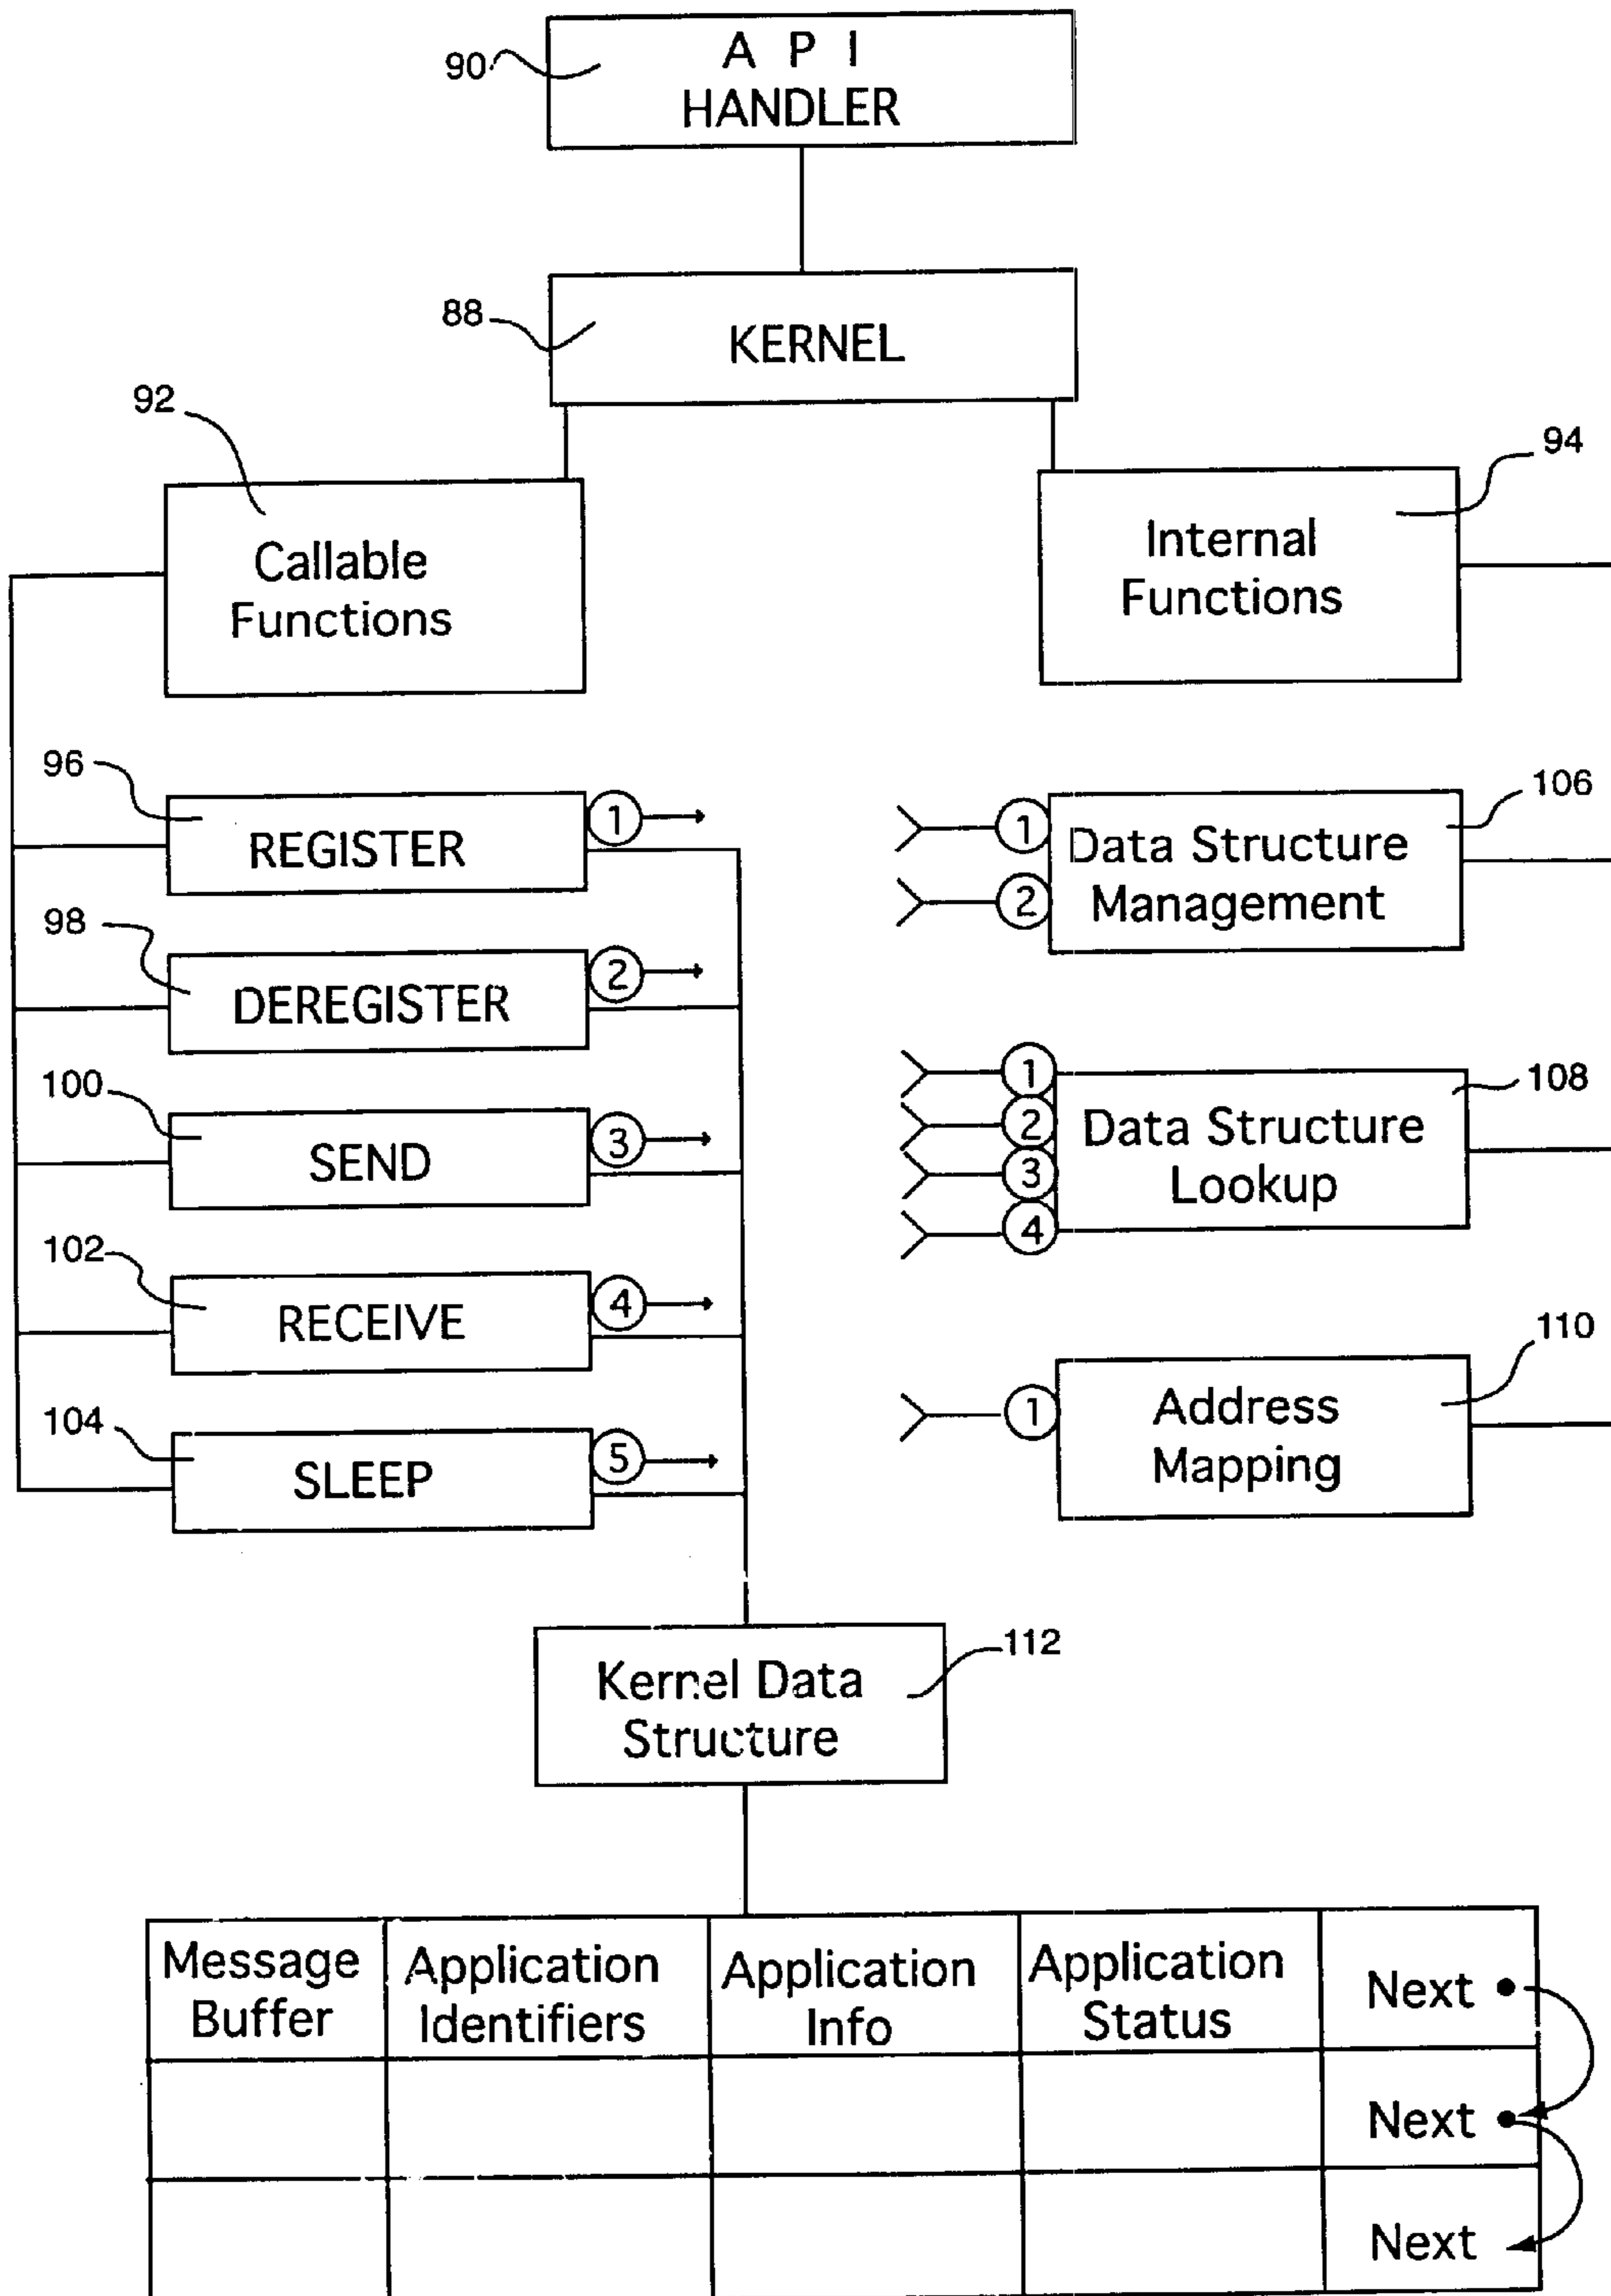 90
A P I
HANDLER
88
KERNEL
92
94
Callable
Functions
Internal
Functions
96
REGISTER
1
98
DEREGISTER
2
100
SEND
3
102
RECEIVE
4
104
SLEEP
5
106
1
2
Data Structure
Management
108
1
2
3
4
Data Structure
Lookup
110
1
Address
Mapping
112
Kernel Data
Structure
Message
Buffer
Application
Identifiers
Application
Info
Application
Status
Next
Next
Next